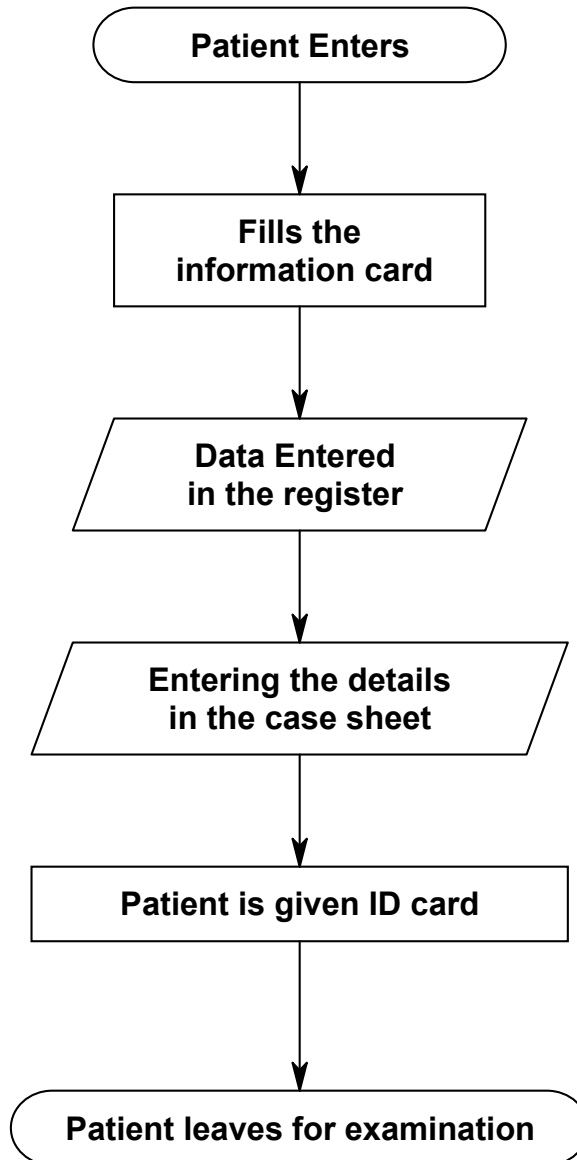 Patient Enters
Fills the
information card
Data Entered
in the register
Entering the details
in the case sheet
Patient is given ID card
Patient leaves for examination